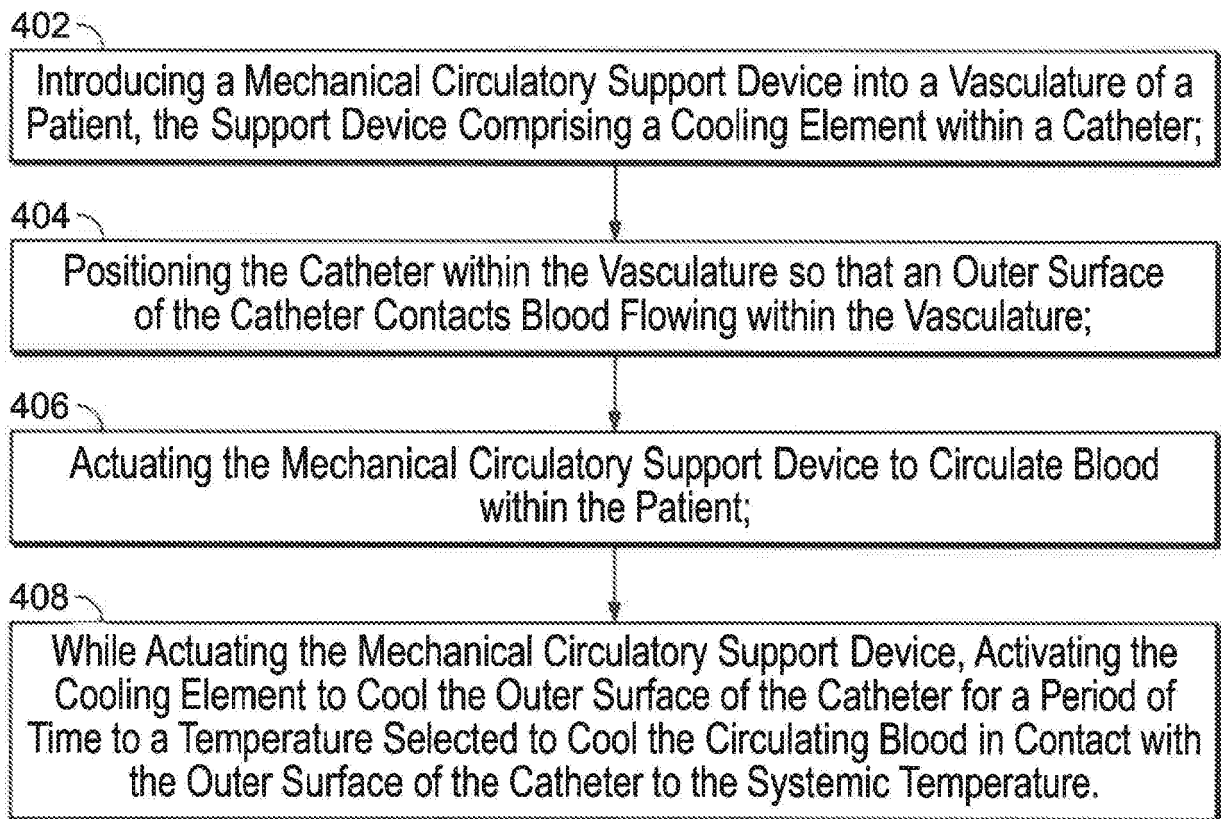 402
Introducing a Mechanical Circulatory Support Device into a Vasculature of a
Patient, the Support Device Comprising a Cooling Element within a Catheter;
404
Positioning the Catheter within the Vasculature so that an Outer Surface
of the Catheter Contacts Blood Flowing within the Vasculature;
406
Actuating the Mechanical Circulatory Support Device to Circulate Blood
within the Patient;
408
While Actuating the Mechanical Circulatory Support Device, Activating the
Cooling Element to Cool the Outer Surface of the Catheter for a Period of
Time to a Temperature Selected to Cool the Circulating Blood in Contact with
the Outer Surface of the Catheter to the Systemic Temperature.